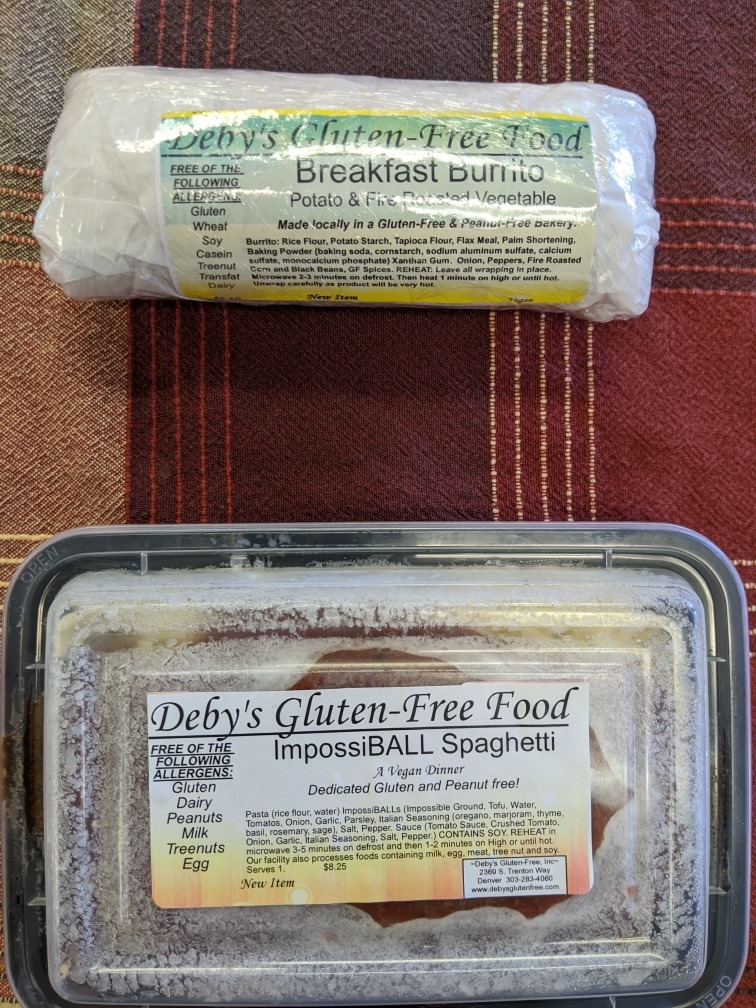 Deby's Gluten-Free Food
Breakfast Burrito
Potato & Fire Roasted Vegetable
Made locally in a Gluten-Free & Peanut-Free Bakery.
FREE OF THE
FOLLOWING
ALLERGENS:
Gluten
Wheat
Soy
Casein
Treenut
Transfat
Dairy
Burrito: Rice Flour, Potato Starch, Tapioca Flour, Flax Meal, Palm Shortening,
Baking Powder (baking soda, cornstarch, sodium aluminum sulfate, calcium
sulfate, monocalcium phosphate) Xanthan Gum. Onion, Peppers, Fire Roasted
Corn and Black Beans, GF Spices. REHEAT: Leave all wrapping in place.
Microwave 2-3 minutes on defrost. Then heat 1 minute on high or until hot.
Unwrap carefully as product will be very hot.
New Item
Vegan
OPEN
Deby's Gluten-Free Food
ImpossiBALL Spaghetti
A Vegan Dinner
Dedicated Gluten and Peanut free!
FREE OF THE
FOLLOWING
ALLERGENS:
Gluten
Dairy
Peanuts
Milk
Treenuts
Egg
Pasta (rice flour, water) ImpossiBALLs (Impossible Ground, Tofu, Water,
Tomatos, Onion, Garlic, Parsley, Italian Seasoning (oregano, marjoram, thyme,
basil, rosemary, sage), Salt, Pepper. Sauce (Tomato Sauce, Crushed Tomato,
Onion, Garlic, Italian Seasoning, Salt, Pepper.) CONTAINS SOY. REHEAT in
microwave 3-5 minutes on defrost and then 1-2 minutes on High or until hot.
Our facility also processes foods containing milk, egg, meat, tree nut and soy.
Serves 1. $8.25
New Item
~Deby's Gluten-Free, Inc~
2369 S. Trenton Way
Denver 303-283-4060
www.debysglutenfree.com
OPEN